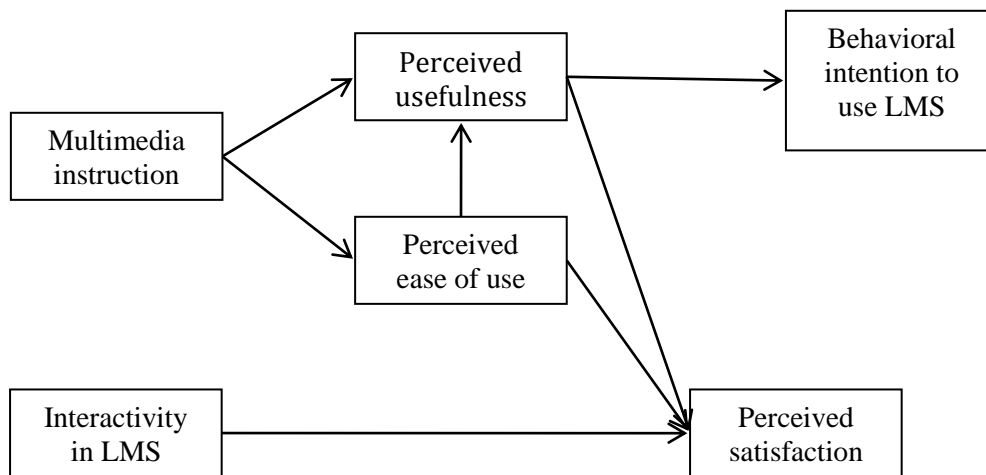 Behavioral
intention to
use LMS
Perceived
usefulness
Multimedia
instruction
Perceived
ease of use
Interactivity
in LMS
Perceived
satisfaction